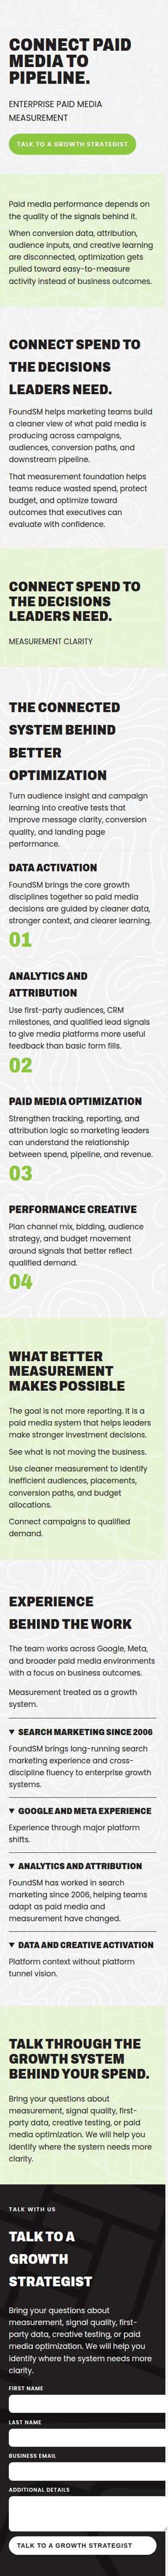 CONNECT PAID
MEDIA TO
PIPELINE.
ENTERPRISE PAID MEDIA
MEASUREMENT
TALK TO A GROWTH STRATEGIST
Paid media performance depends on
the quality of the signals behind it.
When conversion data, attribution,
audience inputs, and creative learning
are disconnected, optimization gets
pulled toward easy-to-measure
activity instead of business outcomes.
CONNECT SPEND TO
THE DECISIONS
LEADERS NEED.
FoundSM helps marketing teams build
a clearer view of what paid media is
producing across campaigns,
audiences, conversion paths, and
downstream pipeline.
That measurement foundation helps
teams reduce wasted spend, protect
budget, and optimize toward
outcomes that executives can
evaluate with confidence.
CONNECT SPEND TO
THE DECISIONS
LEADERS NEED.
MEASUREMENT CLARITY
THE CONNECTED
SYSTEM BEHIND
BETTER
OPTIMIZATION
Turn audience insight and campaign
learning into creative tests that
improve message clarity, conversion
quality, and landing page
performance.
DATA ACTIVATION
FoundSM brings the core growth
disciplines together so paid media
decisions are guided by cleaner data,
stronger context, and clearer learning.
01
ANALYTICS AND
ATTRIBUTION
Use first-party audiences, CRM
milestones, and qualified lead signals
to give media platforms more useful
feedback than basic form fills.
02
PAID MEDIA OPTIMIZATION
Strengthen tracking, reporting, and
attribution logic so marketing leaders
can understand the relationship
between spend, pipeline, and revenue.
03
PERFORMANCE CREATIVE
Plan channel mix, bidding, audience
strategy, and budget movement
around signals that better reflect
qualified demand.
04
WHAT BETTER
MEASUREMENT
MAKES POSSIBLE
The goal is not more reporting. It is a
paid media system that helps leaders
make stronger investment decisions.
See what is not moving the business.
Use cleaner measurement to identify
inefficient audiences, placements,
conversion paths, and budget
allocations.
Connect campaigns to qualified
demand.
EXPERIENCE
BEHIND THE WORK
The team works across Google, Meta,
and broader paid media environments
with a focus on business outcomes.
Measurement treated as a growth
system.
▼ SEARCH MARKETING SINCE 2006
FoundSM brings long-running search
marketing experience and cross-
discipline fluency to enterprise growth
systems.
▼ GOOGLE AND META EXPERIENCE
Experience through major platform
shifts.
▼ ANALYTICS AND ATTRIBUTION
FoundSM has worked in search
marketing since 2006, helping teams
adapt as paid media and
measurement have changed.
▼ DATA AND CREATIVE ACTIVATION
Platform context without platform
tunnel vision.
TALK THROUGH THE
GROWTH SYSTEM
BEHIND YOUR SPEND.
Bring your questions about
measurement, signal quality, first-
party data, creative testing, or paid
media optimization. We will help you
identify where the system needs more
clarity.
TALK WITH US
TALK TO A
GROWTH
STRATEGIST
Bring your questions about
measurement, signal quality, first-
party data, creative testing, or paid
media optimization. We will help you
identify where the system needs more
clarity.
FIRST NAME
LAST NAME
BUSINESS EMAIL
ADDITIONAL DETAILS
TALK TO A GROWTH STRATEGIST